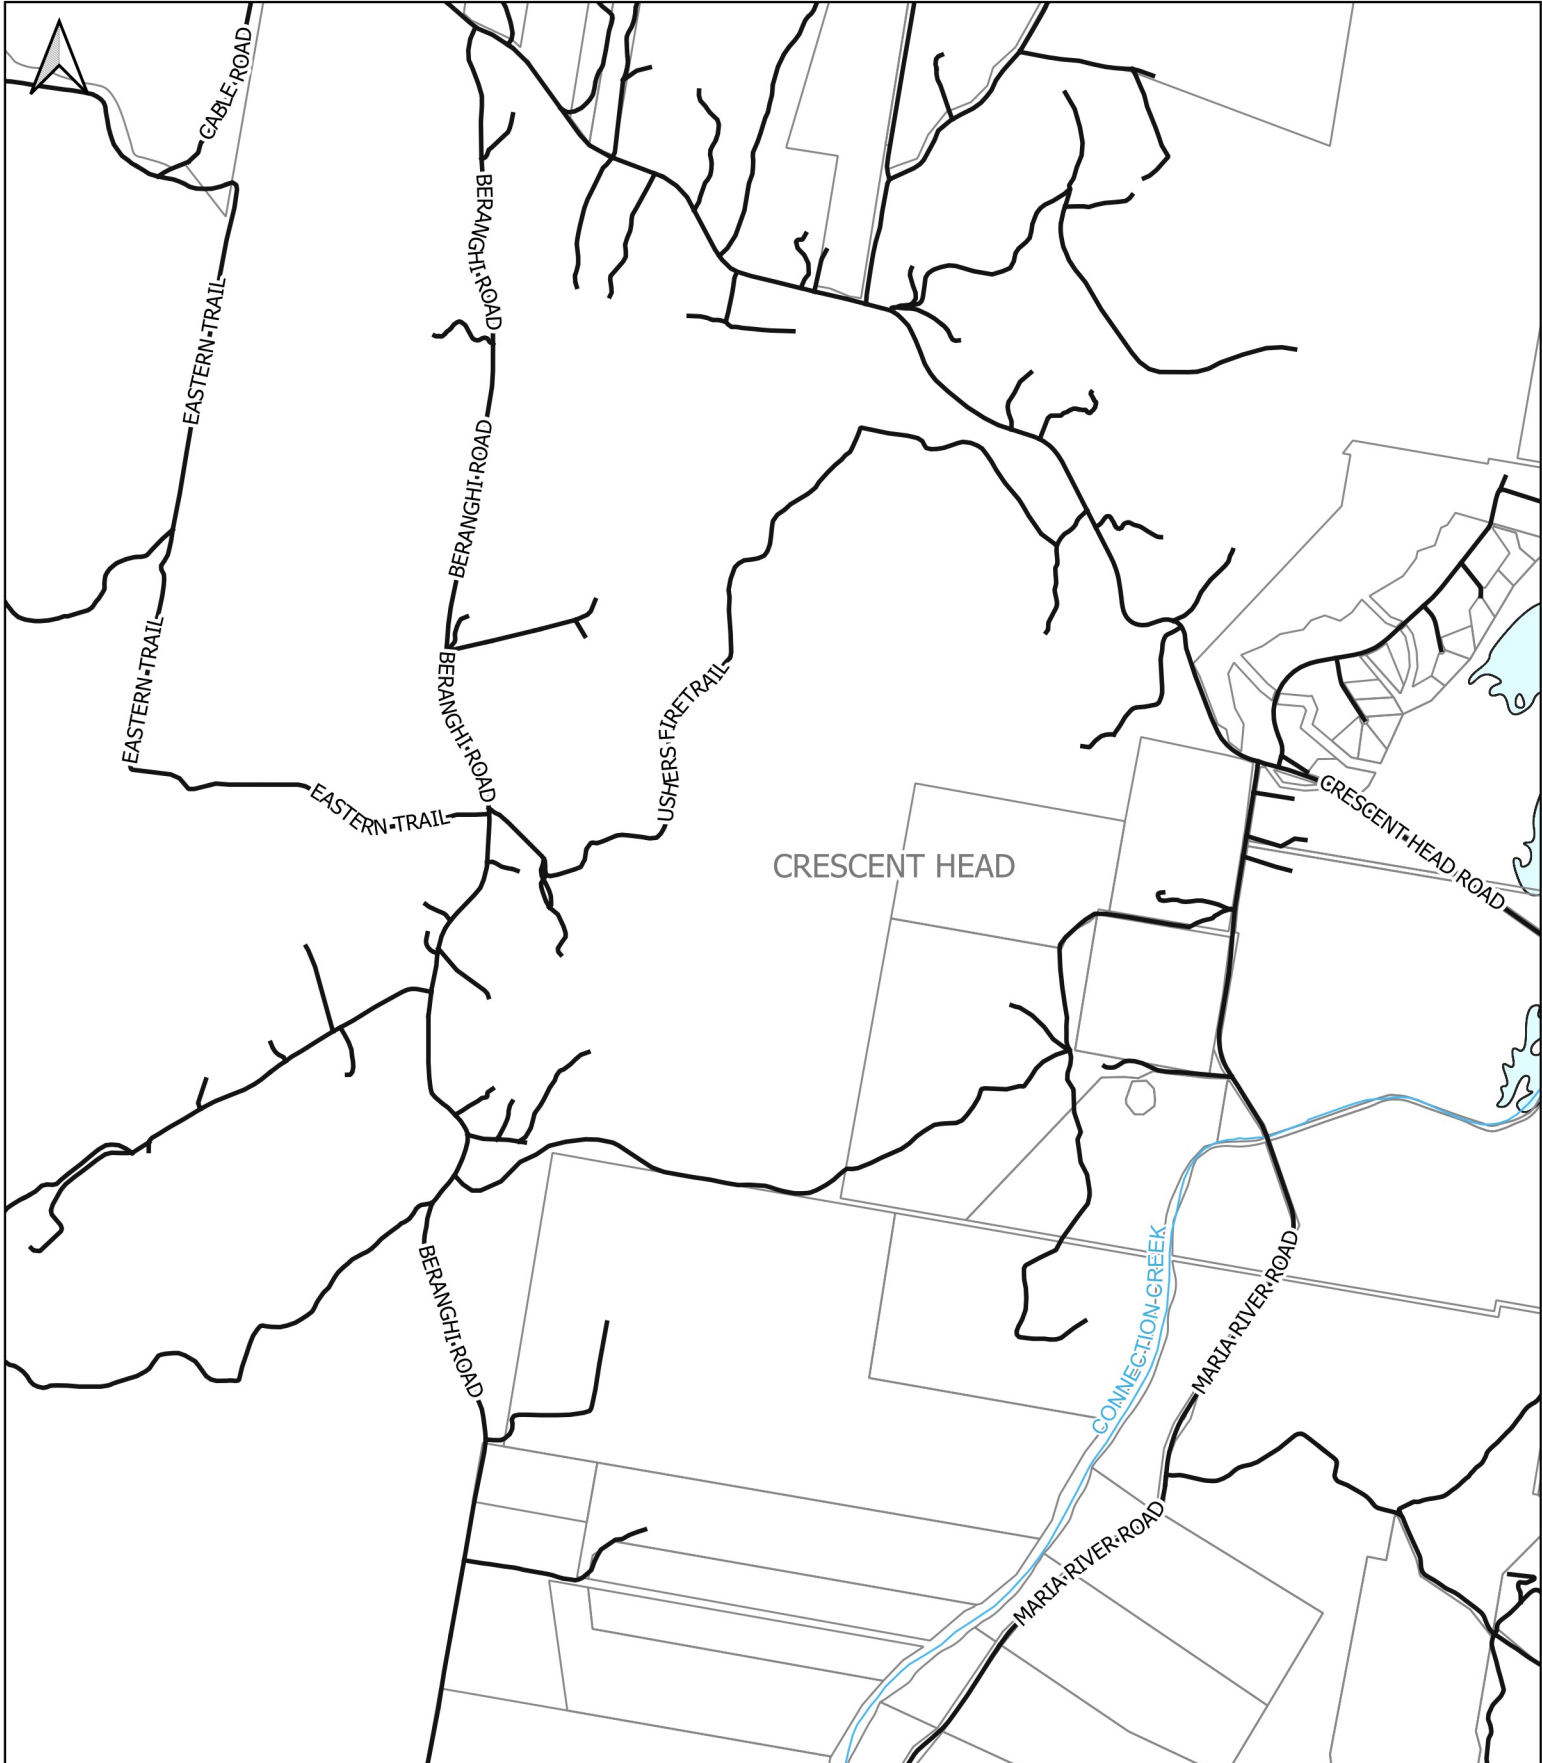 CABLE ROAD
BERANGHI ROAD
EASTERN TRAIL
BERANGHI ROAD
EASTERN TRAIL
BERANGHI ROAD
USHERS FIRETRAIL
EASTERN TRAIL
CRESCENT HEAD ROAD
CRESCENT HEAD
CONNECTION CREEK
MARIA RIVER ROAD
BERANGHI ROAD
MARIA RIVER ROAD